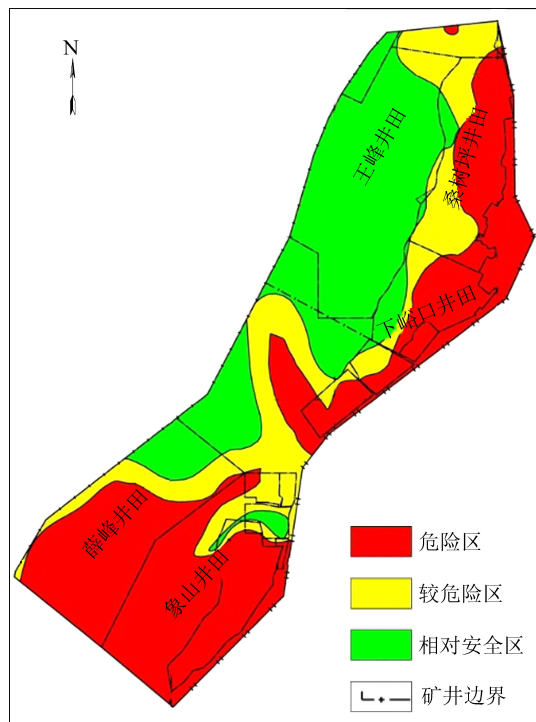 N
王峰井田
桑树坪井田
下峪口井田
薛峰井田
象山井田
危险区
较危险区
相对安全区
矿井边界